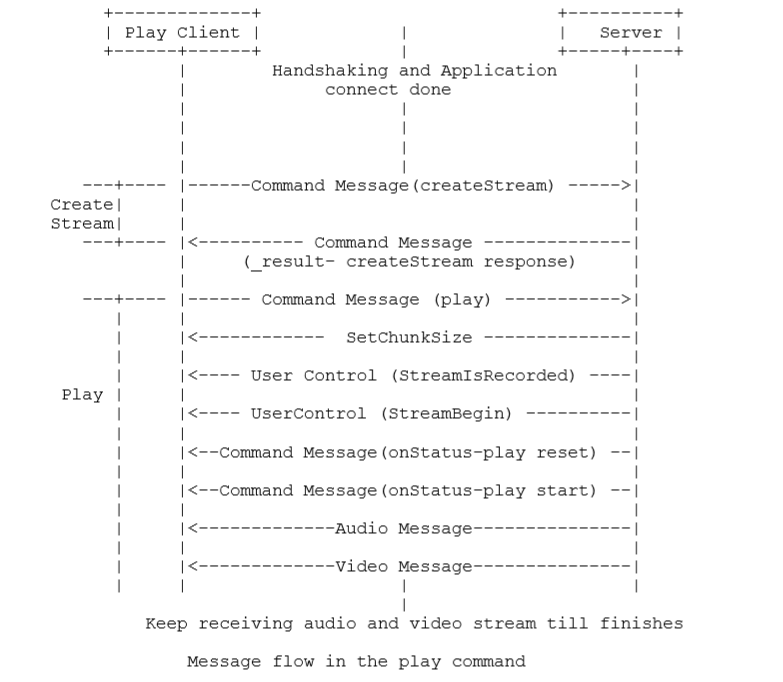 Play Client Server
Handshaking and Application
connect done
Command Message(createStream)
Create
Stream
Command Message
(_result- createStream response)
Command Message (play)
SetChunkSize
User Control (StreamIsRecorded)
Play
UserControl (StreamBegin)
Command Message(onStatus-play reset)
Command Message(onStatus-play start)
Audio Message
Video Message
Keep receiving audio and video stream till finishes
Message flow in the play command